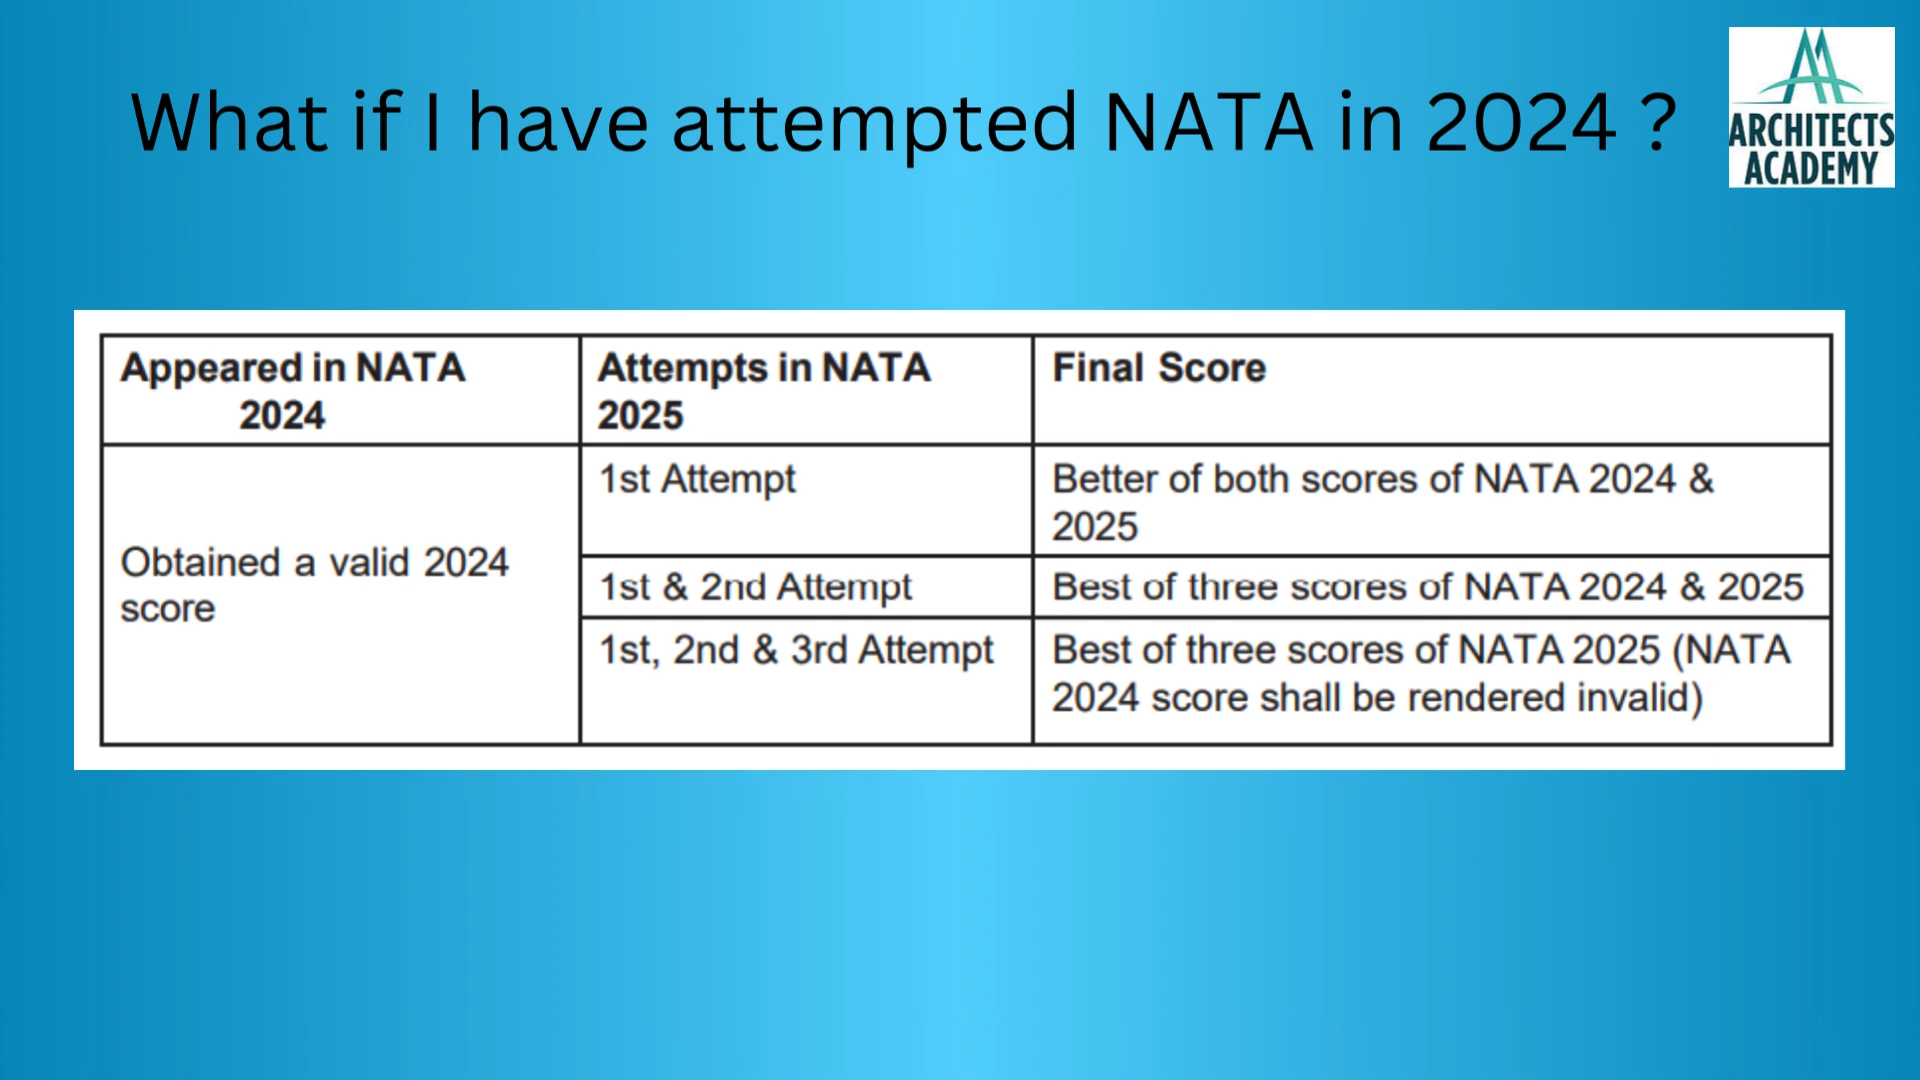 What if I have attempted NATA in 2024 ?
ARCHITECTS
ACADEMY
Appeared in NATA
2024
Attempts in NATA
2025
Final Score
Obtained a valid 2024
score
1st Attempt
Better of both scores of NATA 2024 &
2025
1st & 2nd Attempt
Best of three scores of NATA 2024 & 2025
1st, 2nd & 3rd Attempt
Best of three scores of NATA 2025 (NATA
2024 score shall be rendered invalid)